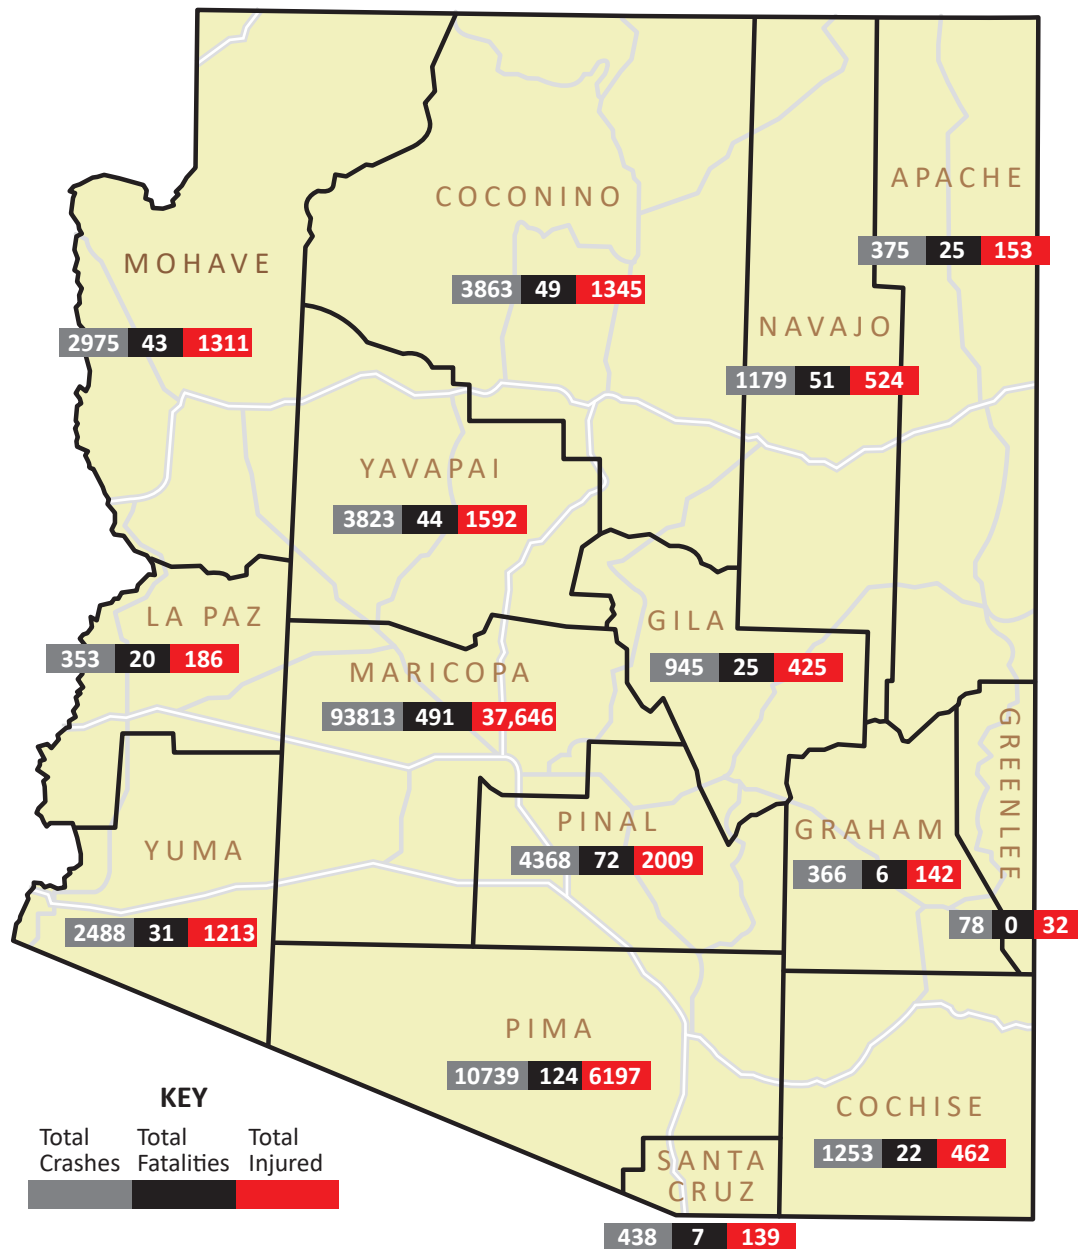 COCONINO
3863 49 1345
APACHE
375 25 153
MOHAVE
2975 43 1311
NAVAJO
1179 51 524
YAVAPAI
3823 44 1592
LA PAZ
353 20 186
GILA
945 25 425
MARICOPA
93813 491 37,646
GREENLEE
78 0 32
PINAL
4368 72 2009
GRAHAM
366 6 142
YUMA
2488 31 1213
PIMA
10739 124 6197
COCHISE
1253 22 462
SANTA
CRUZ
438 7 139
KEY
Total Total Total
Crashes Fatalities Injured